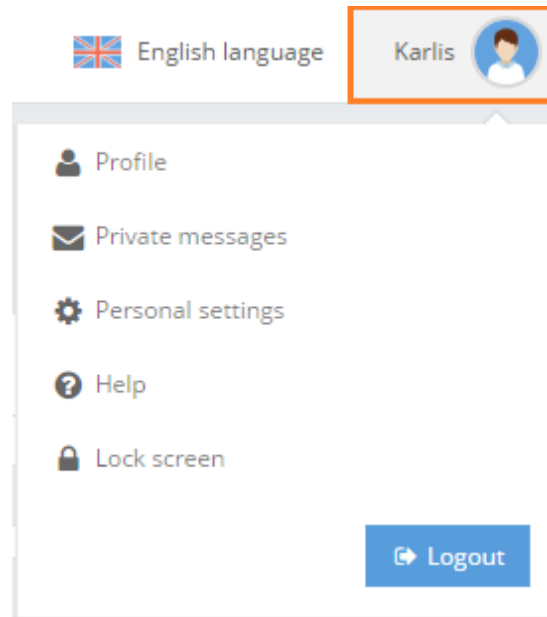 English language
Karlis
Profile
Private messages
Personal settings
Help
Lock screen
Logout